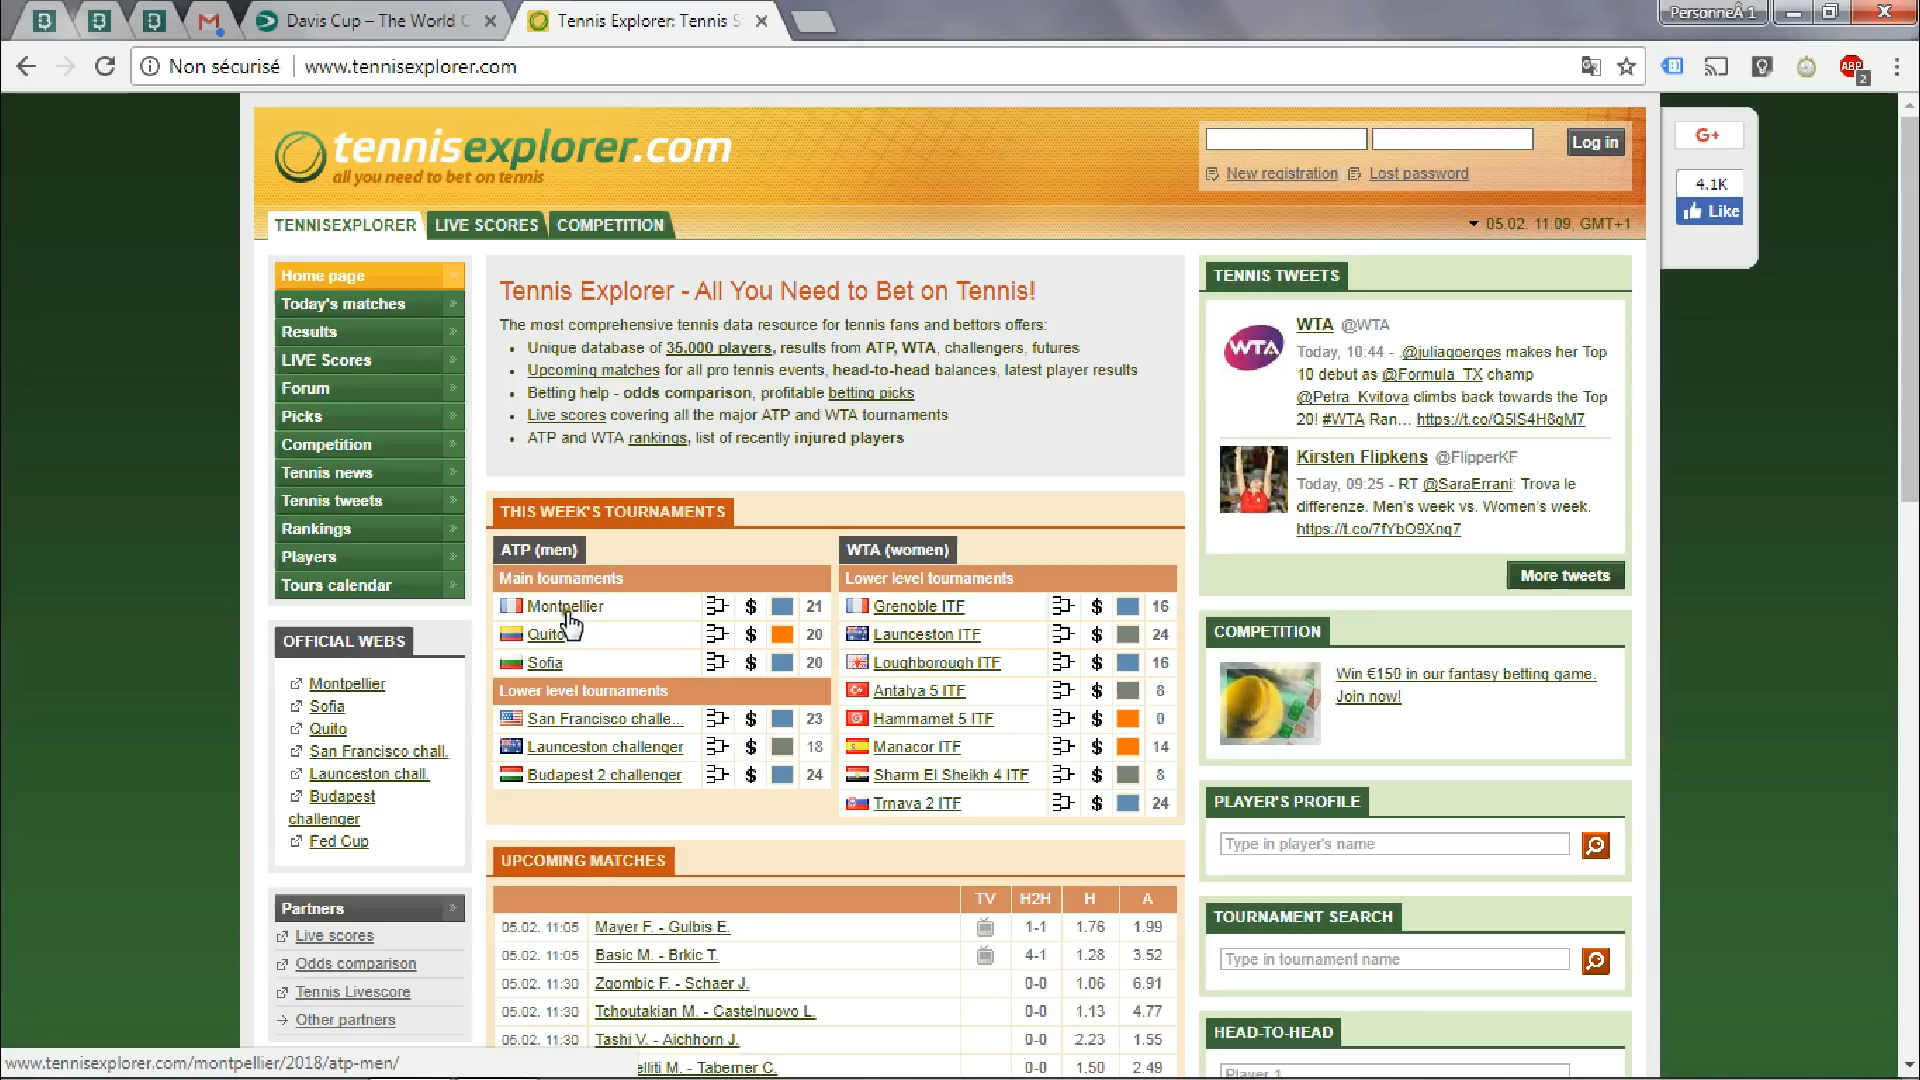 Davis Cup – The World C
Tennis Explorer: Tennis S
PersonneÂ 1
Non sécurisé
www.tennisexplorer.com
ABP
2
tennisexplorer.com
all you need to bet on tennis
Log in
New registration
Lost password
G+
4.1K
Like
TENNISEXPLORER
LIVE SCORES
COMPETITION
05.02. 11:09, GMT+1
Home page
Today's matches
Results
LIVE Scores
Forum
Picks
Competition
Tennis news
Tennis tweets
Rankings
Players
Tours calendar
OFFICIAL WEBS
Montpellier
Sofia
Quito
San Francisco chall.
Launceston chall.
Budapest
challenger
Fed Cup
Partners
Live scores
Odds comparison
Tennis Livescore
Other partners
Tennis Explorer - All You Need to Bet on Tennis!
The most comprehensive tennis data resource for tennis fans and bettors offers:
Unique database of 35,000 players, results from ATP, WTA, challengers, futures
Upcoming matches for all pro tennis events, head-to-head balances, latest player results
Betting help - odds comparison, profitable betting picks
Live scores covering all the major ATP and WTA tournaments
ATP and WTA rankings, list of recently injured players
THIS WEEK'S TOURNAMENTS
ATP (men)
Main tournaments
Montpellier $ 21
Quito $ 20
Sofia $ 20
Lower level tournaments
San Francisco challe... $ 23
Launceston challenger $ 18
Budapest 2 challenger $ 24
WTA (women)
Lower level tournaments
Grenoble ITF $ 16
Launceston ITF $ 24
Loughborough ITF $ 16
Antalya 5 ITF $ 8
Hammamet 5 ITF $ 0
Manacor ITF $ 14
Sharm El Sheikh 4 ITF $ 8
Trnava 2 ITF $ 24
UPCOMING MATCHES
TV H2H H A
05.02. 11:05 Mayer F. - Gulbis E. 1-1 1.76 1.99
05.02. 11:05 Basic M. - Brkic T. 4-1 1.28 3.52
05.02. 11:30 Zgombic F. - Schaer J. 0-0 1.06 6.91
05.02. 11:30 Tchoutakian M. - Castelnuovo L. 0-0 1.13 4.77
05.02. 11:30 Tashi V. - Aichhorn J. 0-0 2.23 1.55
elliti M. - Taberner C. 0-0 1.50 2.49
TENNIS TWEETS
WTA
WTA @WTA
Today, 10:44 - .@juliagoerges makes her Top
10 debut as @Formula_TX champ
@Petra_Kvitova climbs back towards the Top
20! #WTA Ran... https://t.co/Q5lS4H8gM7
Kirsten Flipkens @FlipperKF
Today, 09:25 - RT @SaraErrani: Trova le
differenze. Men's week vs. Women's week.
https://t.co/7fYbO9Xnq7
More tweets
COMPETITION
Win €150 in our fantasy betting game.
Join now!
PLAYER'S PROFILE
Type in player's name
TOURNAMENT SEARCH
Type in tournament name
HEAD-TO-HEAD
Player 1
www.tennisexplorer.com/montpellier/2018/atp-men/